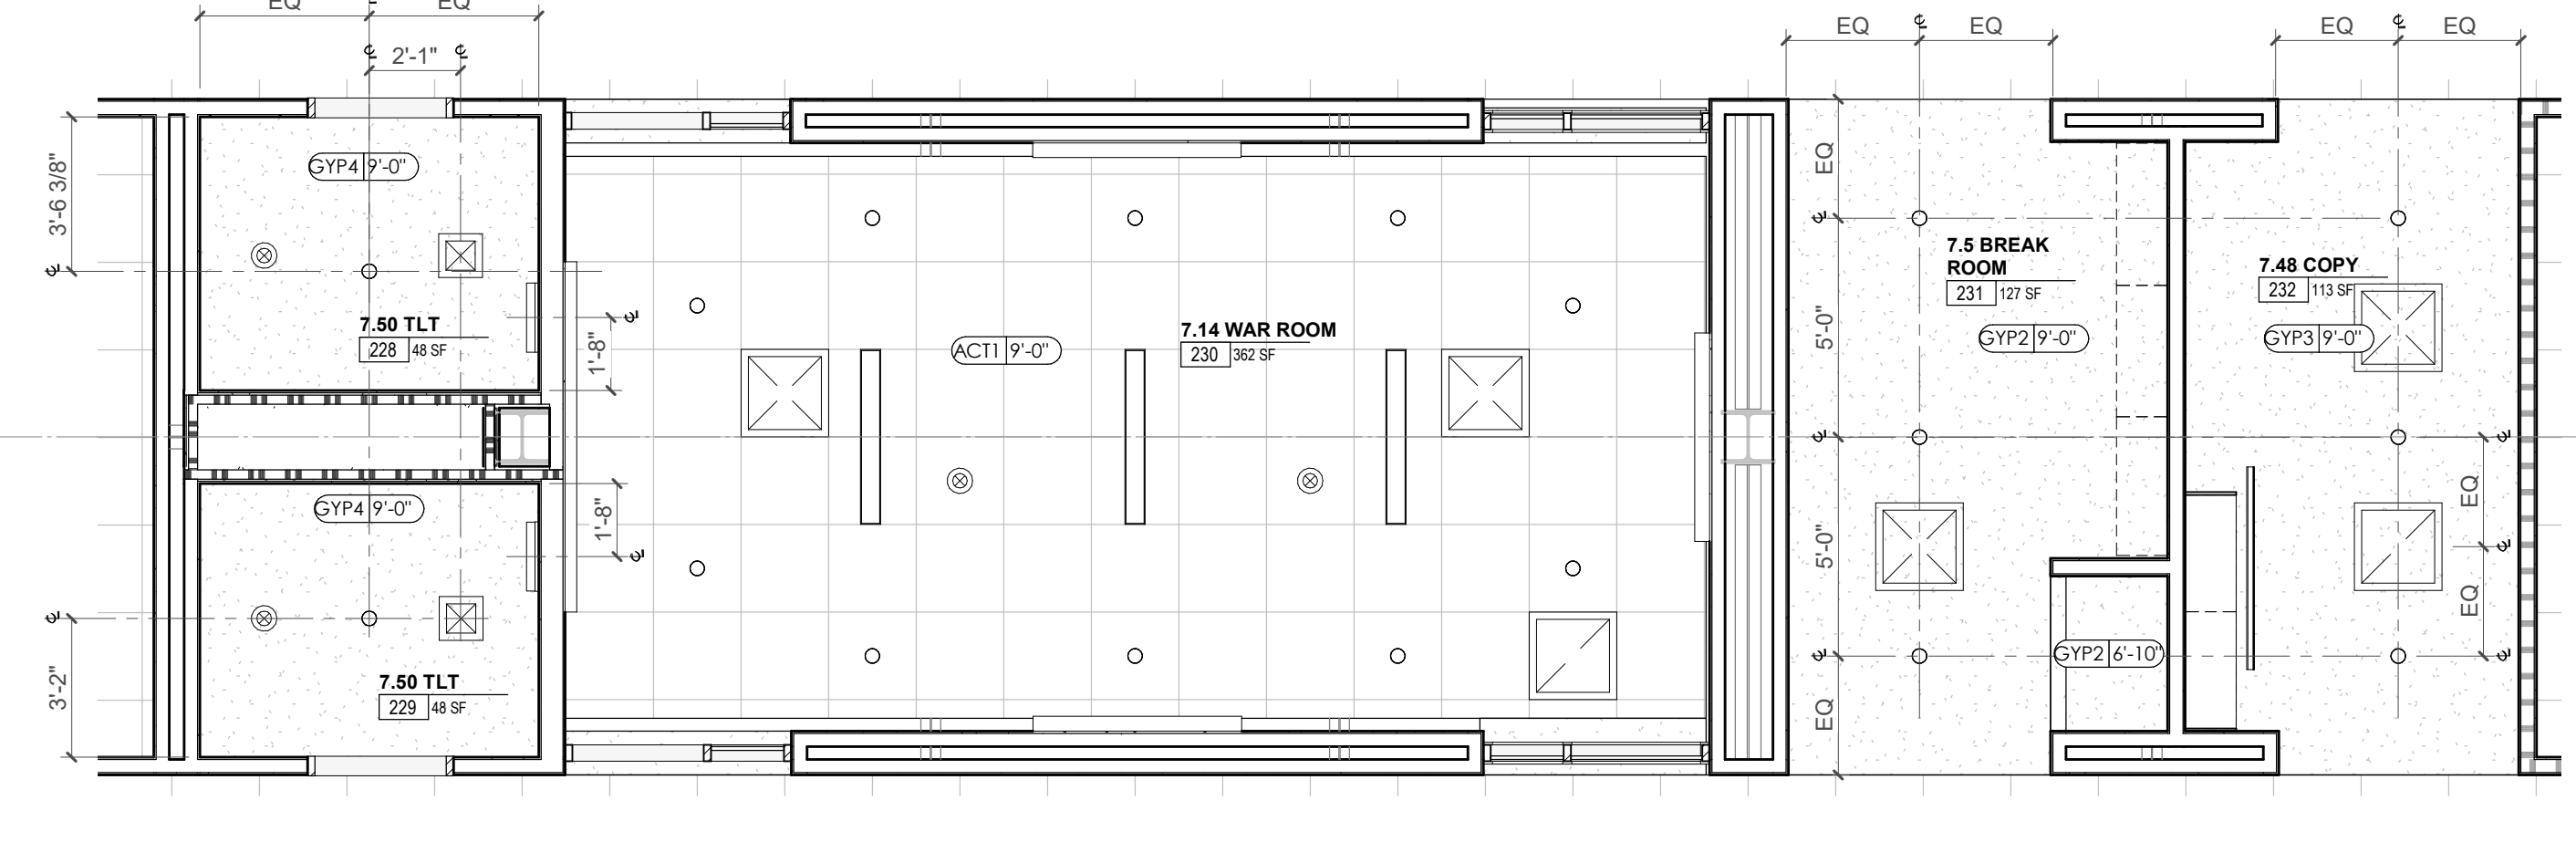 EQ
EQ
EQ
EQ
EQ
EQ
2'-1"
3'-6 3/8"
GYP4 9'-0"
7.50 TLT
228 48 SF
1'-8"
ACT1 9'-0"
7.14 WAR ROOM
230 362 SF
EQ
5'-0"
7.5 BREAK
ROOM
231 127 SF
GYP2 9'-0"
7.48 COPY
232 113 SF
GYP3 9'-0"
GYP4 9'-0"
1'-8"
3'-2"
7.50 TLT
229 48 SF
5'-0"
EQ
GYP2 6'-10"
EQ
EQ